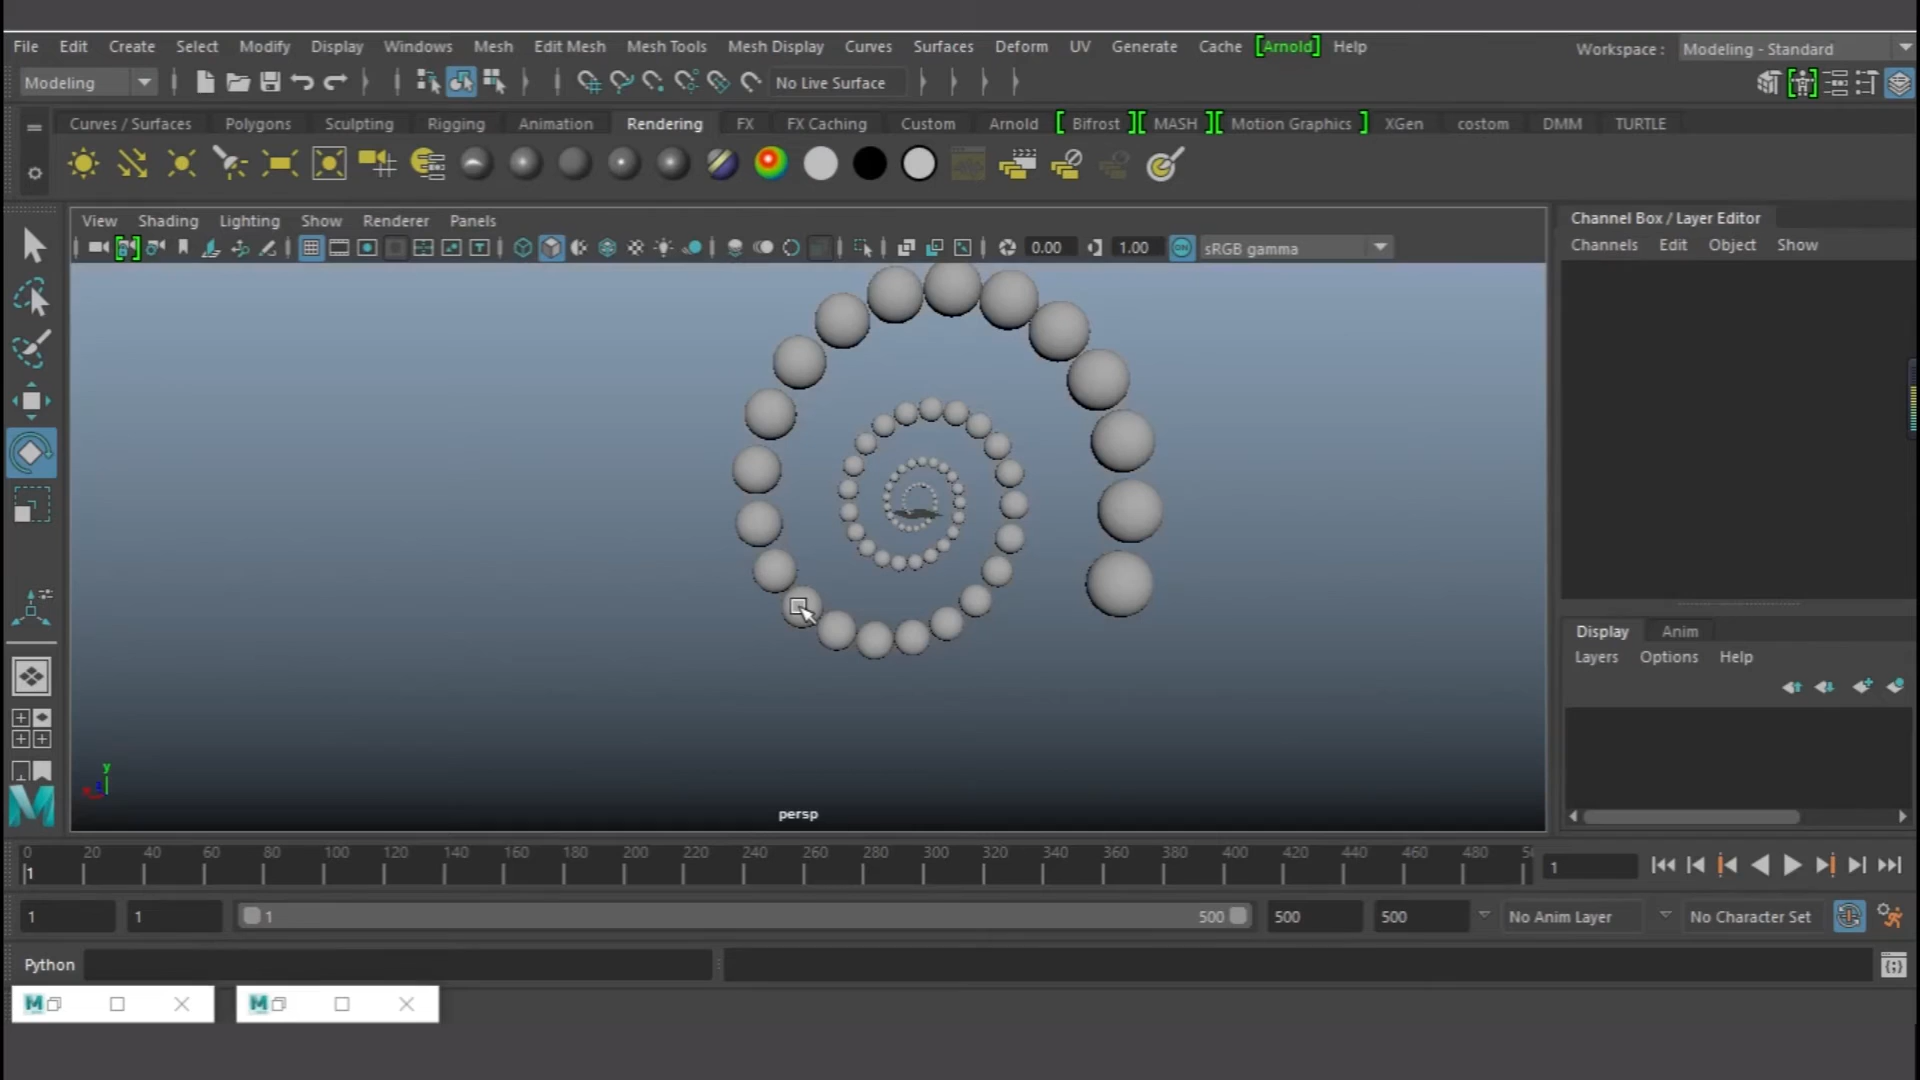 File Edit Create Select Modify Display Windows Mesh Edit Mesh Mesh Tools Mesh Display Curves Surfaces Deform UV Generate Cache [Arnold] Help Workspace : Modeling - Standard
Modeling No Live Surface
Curves / Surfaces Polygons Sculpting Rigging Animation Rendering FX FX Caching Custom Arnold [ Bifrost ][ MASH ][ Motion Graphics ] XGen costom DMM TURTLE
View Shading Lighting Show Renderer Panels
0.00 1.00 ON sRGB gamma
Channel Box / Layer Editor
Channels Edit Object Show
Display Anim
Layers Options Help
y
persp
0 20 40 60 80 100 120 140 160 180 200 220 240 260 280 300 320 340 360 380 400 420 440 460 480
1 1
1 1 1 500 500 500 No Anim Layer No Character Set
Python
M M